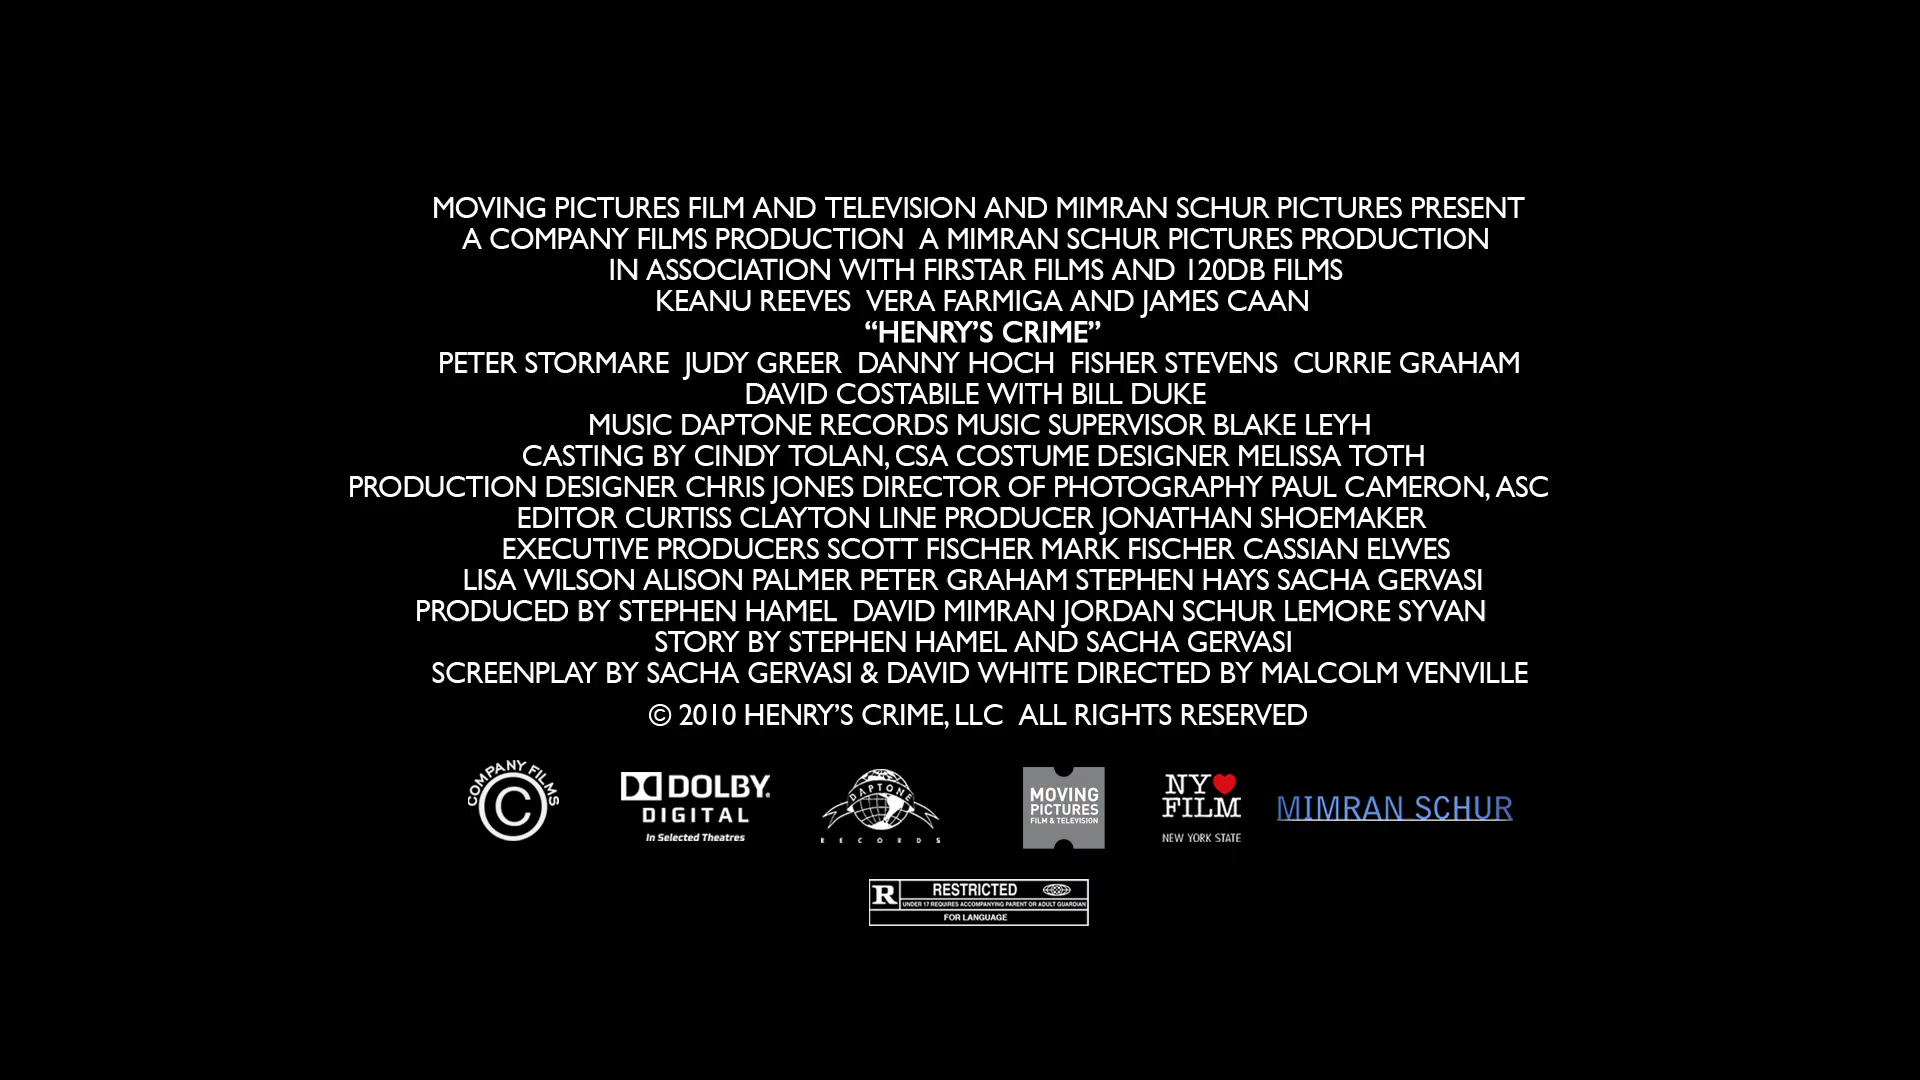 MOVING PICTURES FILM AND TELEVISION AND MIMRAN SCHUR PICTURES PRESENT
A COMPANY FILMS PRODUCTION  A MIMRAN SCHUR PICTURES PRODUCTION
IN ASSOCIATION WITH FIRSTAR FILMS AND 120DB FILMS
KEANU REEVES  VERA FARMIGA AND JAMES CAAN
“HENRY’S CRIME”
PETER STORMARE  JUDY GREER  DANNY HOCH  FISHER STEVENS  CURRIE GRAHAM
DAVID COSTABILE WITH BILL DUKE
MUSIC DAPTONE RECORDS MUSIC SUPERVISOR BLAKE LEYH
CASTING BY CINDY TOLAN, CSA COSTUME DESIGNER MELISSA TOTH
PRODUCTION DESIGNER CHRIS JONES DIRECTOR OF PHOTOGRAPHY PAUL CAMERON, ASC
EDITOR CURTISS CLAYTON LINE PRODUCER JONATHAN SHOEMAKER
EXECUTIVE PRODUCERS SCOTT FISCHER MARK FISCHER CASSIAN ELWES
LISA WILSON ALISON PALMER PETER GRAHAM STEPHEN HAYS SACHA GERVASI
PRODUCED BY STEPHEN HAMEL  DAVID MIMRAN JORDAN SCHUR LEMORE SYVAN
STORY BY STEPHEN HAMEL AND SACHA GERVASI
SCREENPLAY BY SACHA GERVASI & DAVID WHITE DIRECTED BY MALCOLM VENVILLE
© 2010 HENRY’S CRIME, LLC  ALL RIGHTS RESERVED
COMPANY FILMS
C
DOLBY
DIGITAL
In Selected Theatres
DAPTONE
RECORDS
MOVING
PICTURES
FILM & TELEVISION
NY
FILM
NEW YORK STATE
MIMRAN SCHUR
R
RESTRICTED
UNDER 17 REQUIRES ACCOMPANYING PARENT OR ADULT GUARDIAN
FOR LANGUAGE